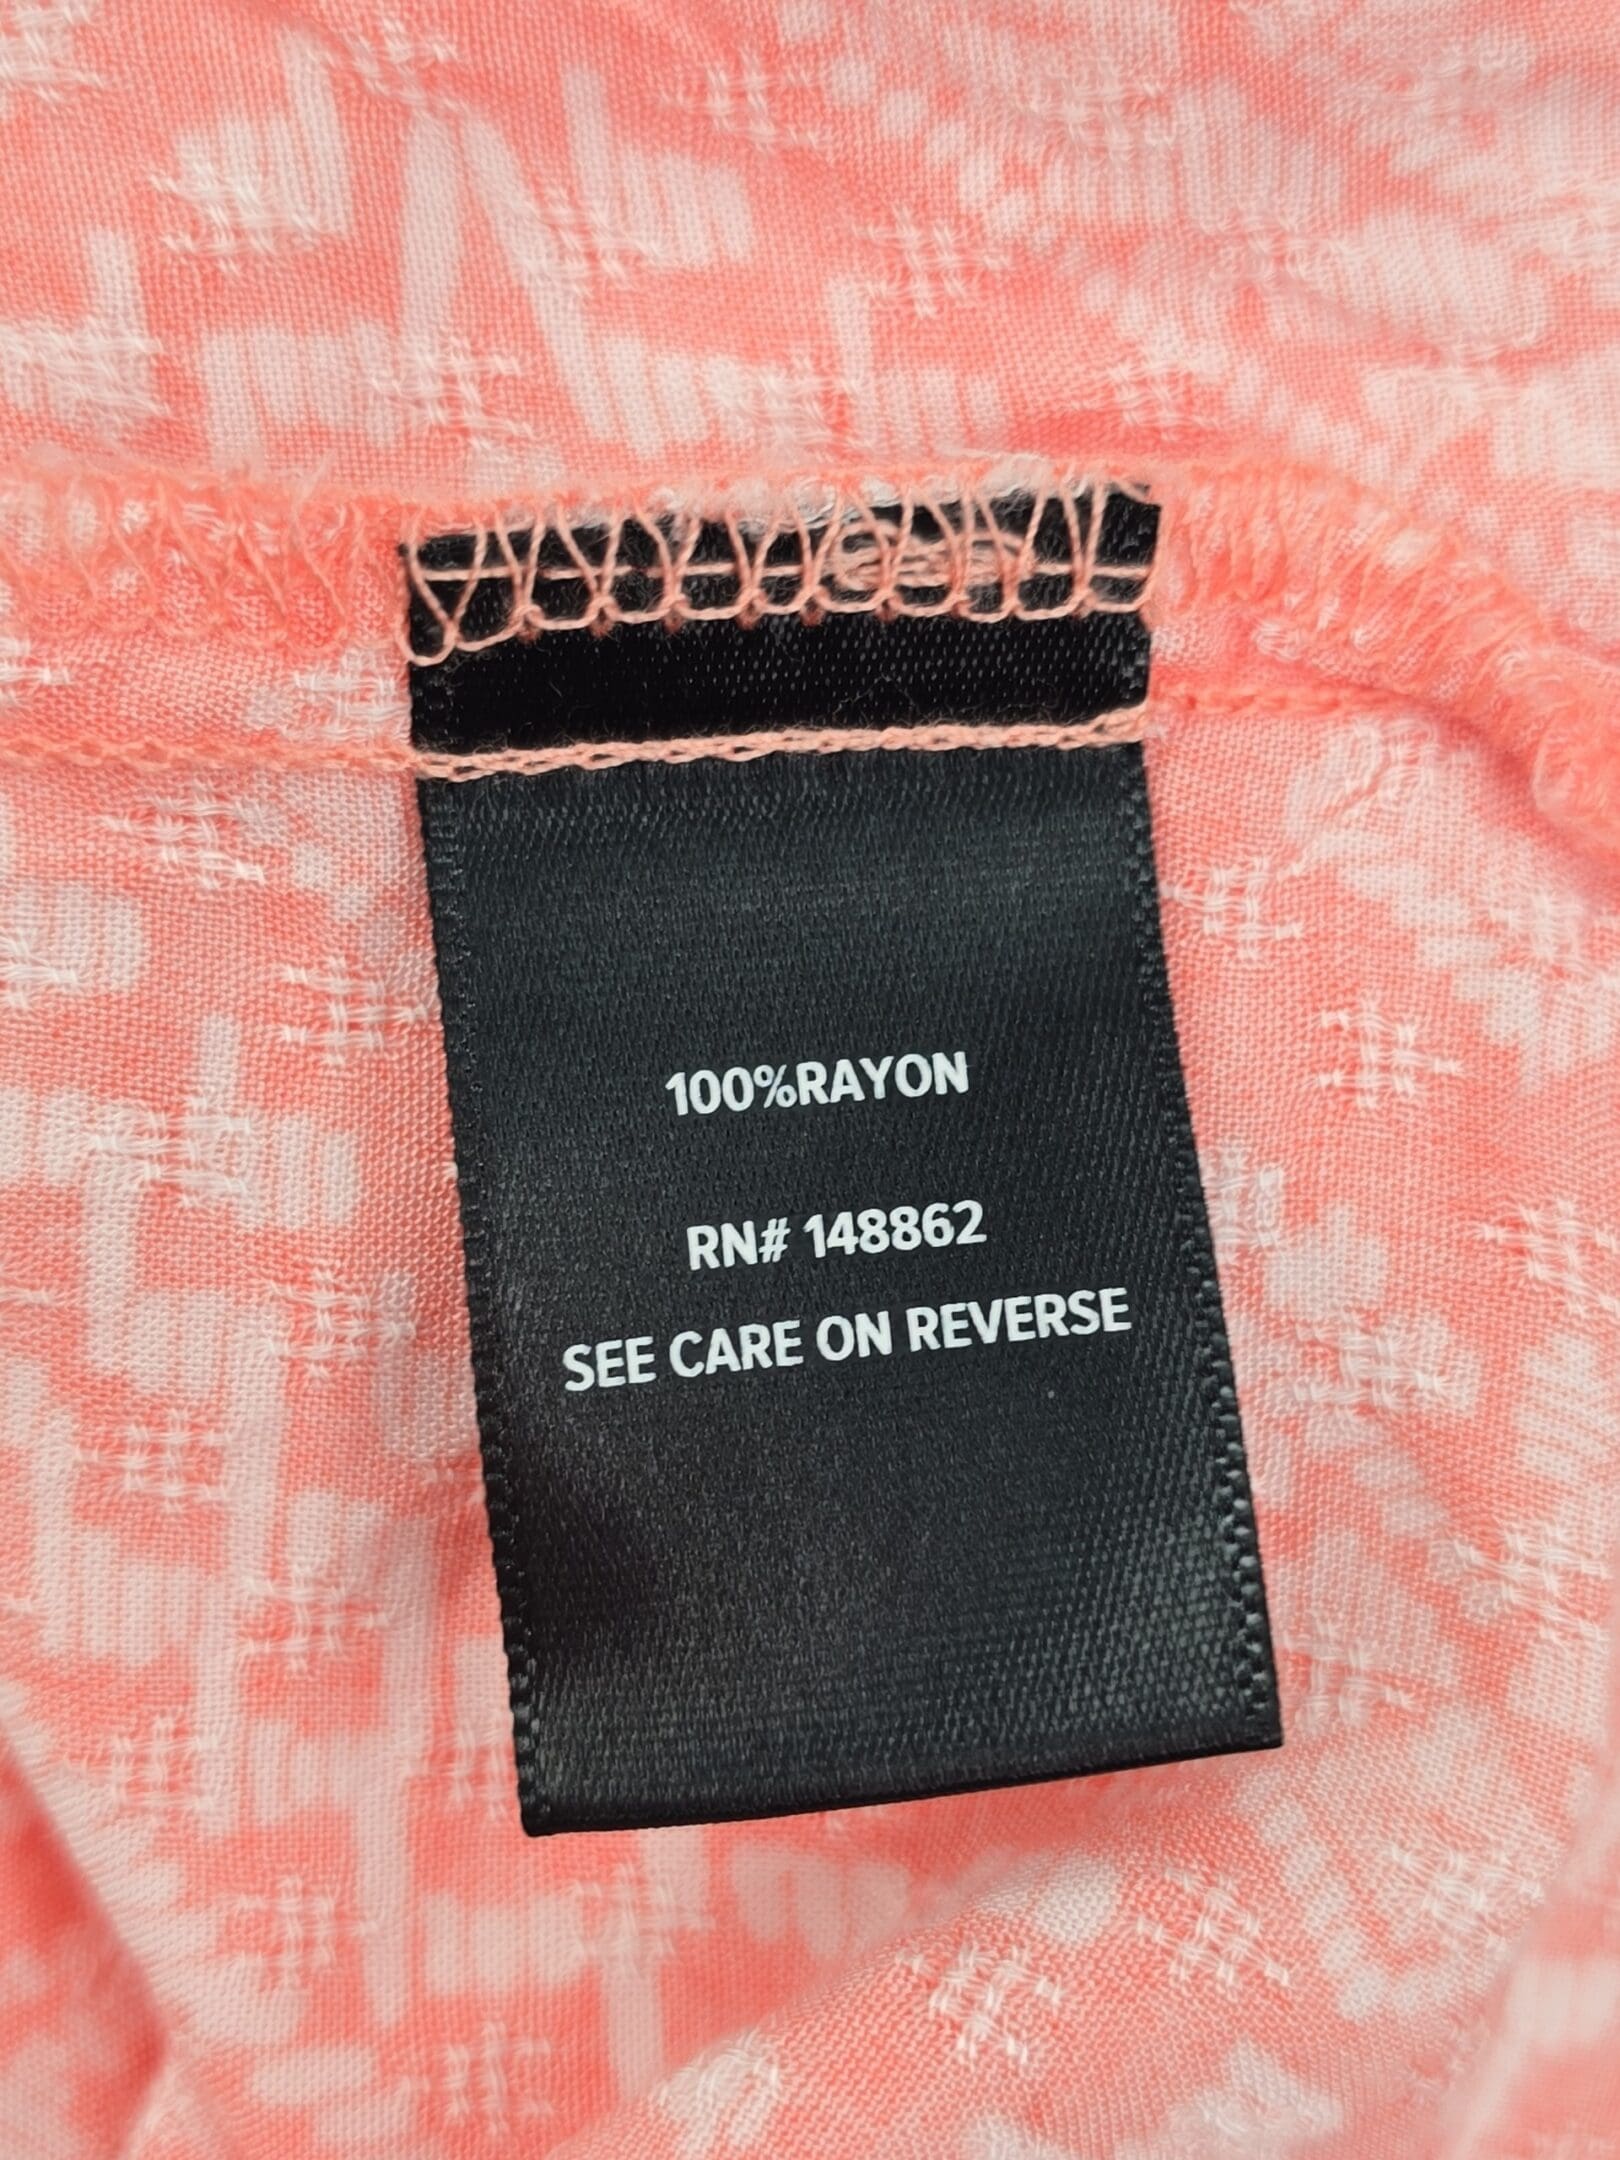 100%RAYON
RN# 148862
SEE CARE ON REVERSE